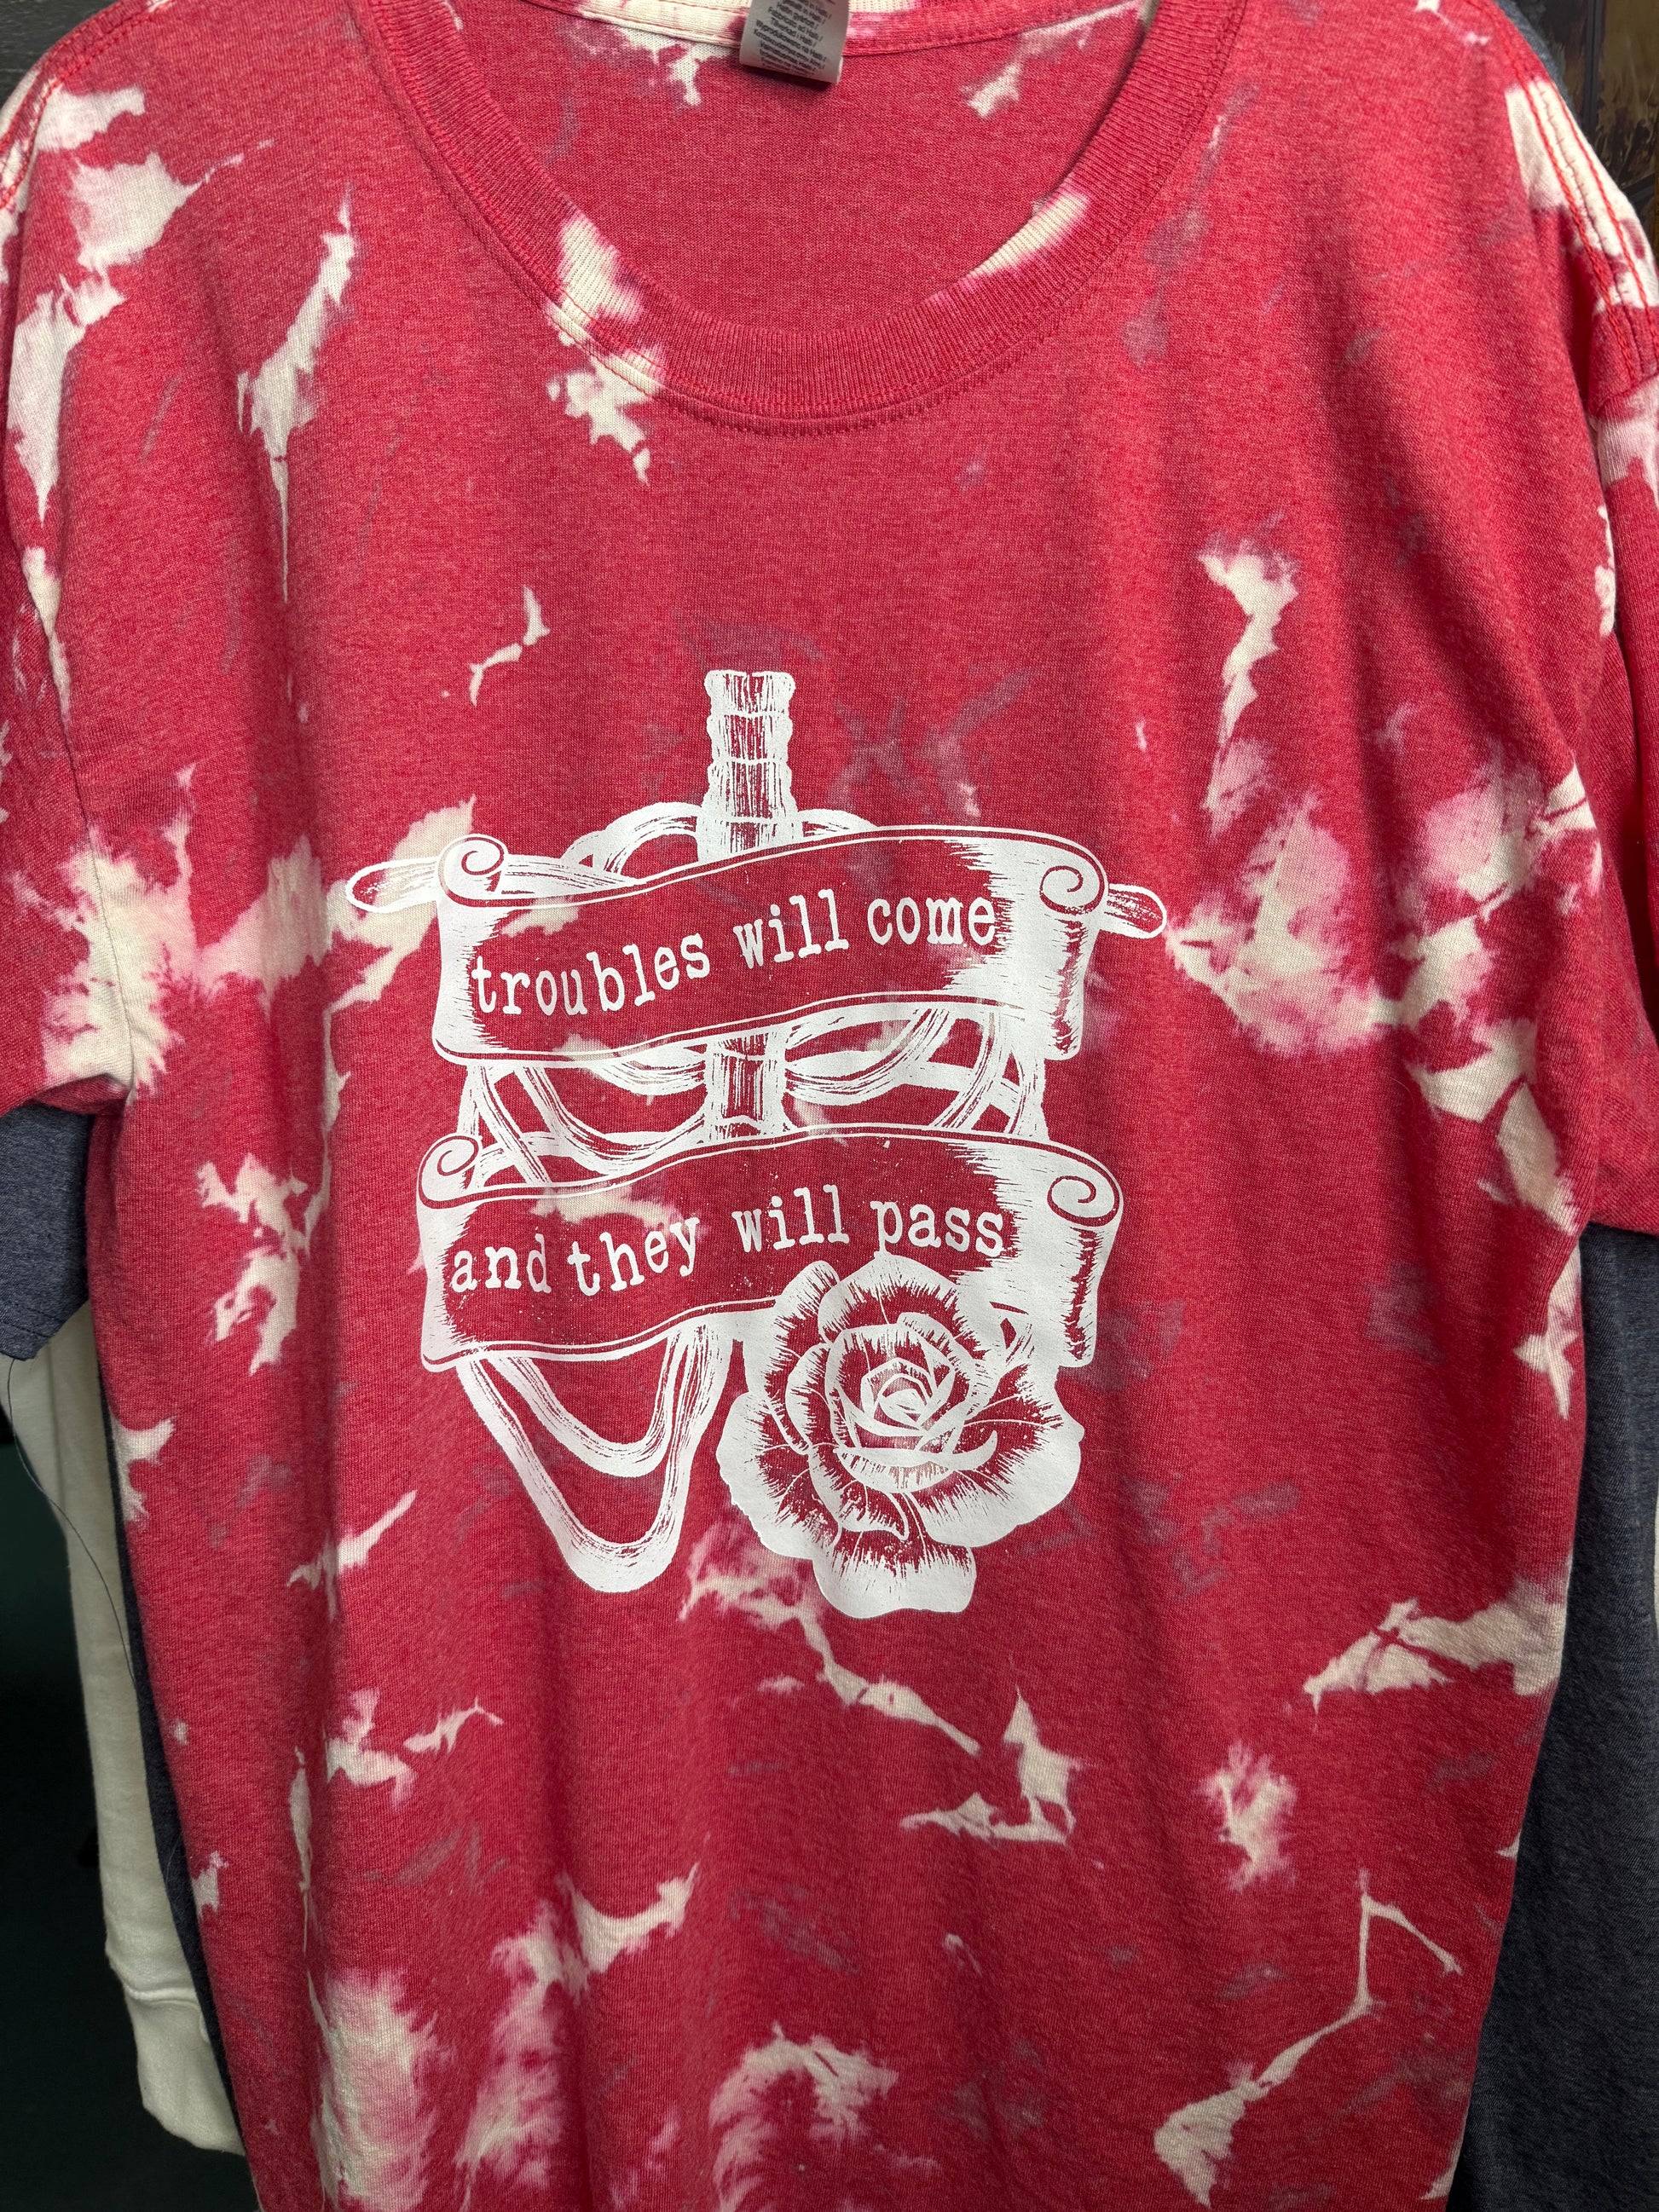 troubles will come
and they will pass